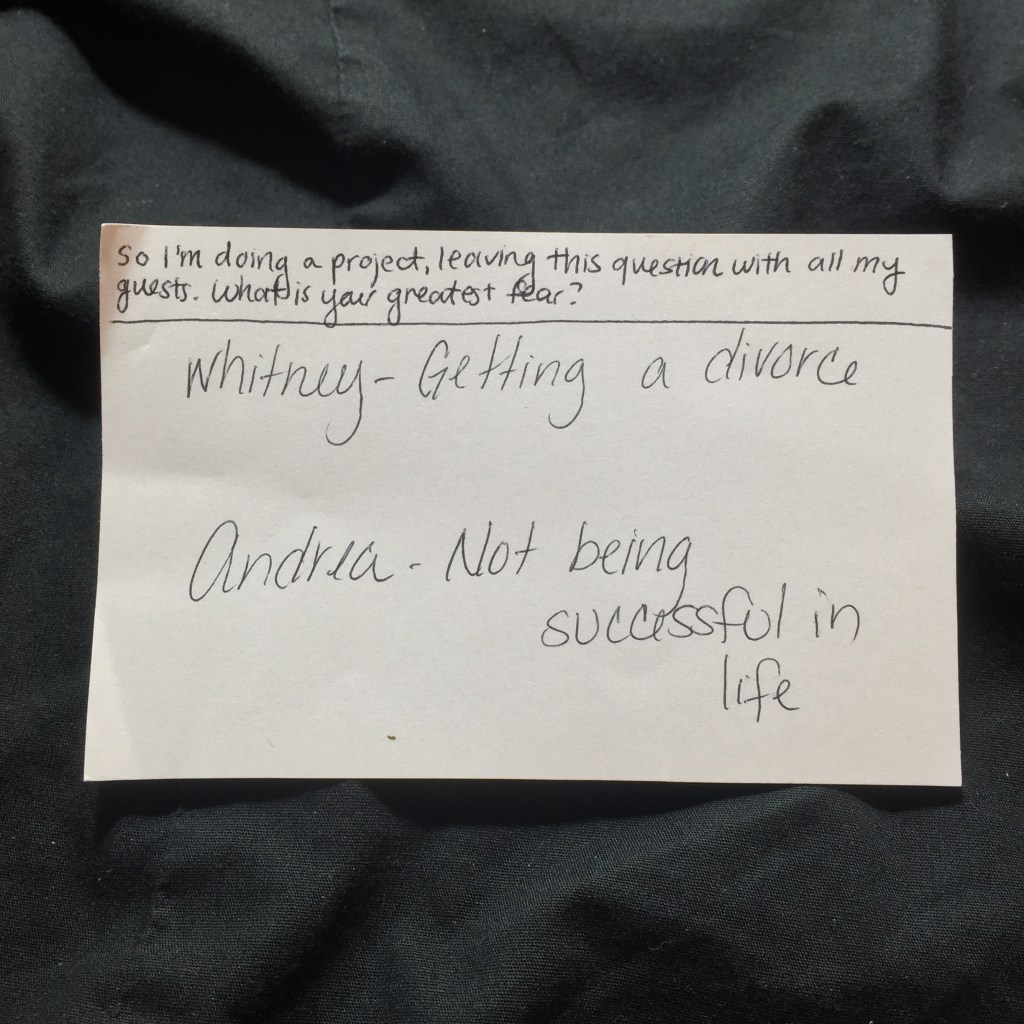 So I'm doing a project, leaving this question with all my
guests. What is your greatest fear?
Whitney - Getting a divorce
Andrea - Not being
successful in
life